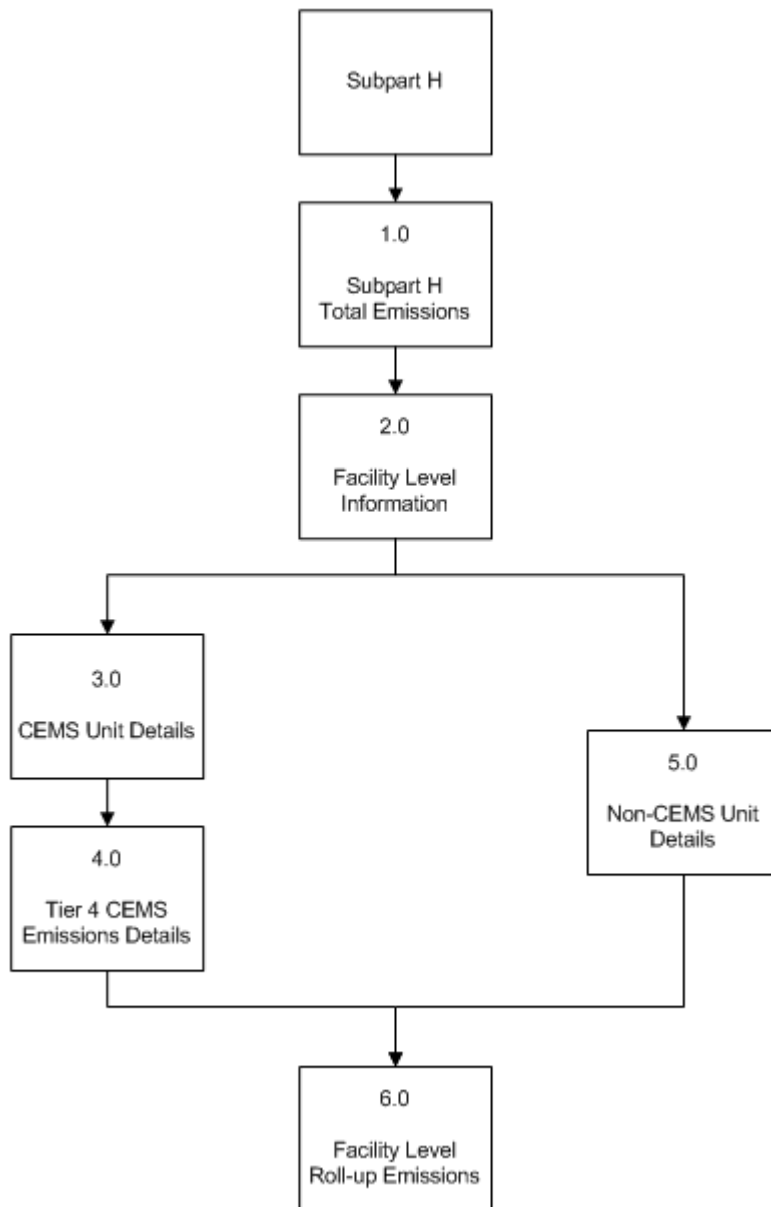 Subpart H
1.0
Subpart H
Total Emissions
2.0
Facility Level
Information
3.0
CEMS Unit Details
4.0
Tier 4 CEMS
Emissions Details
5.0
Non-CEMS Unit
Details
6.0
Facility Level
Roll-up Emissions